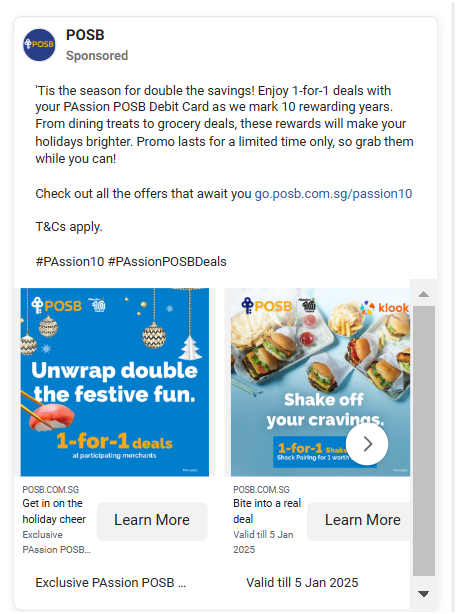 POSB
POSB
Sponsored
'Tis the season for double the savings! Enjoy 1-for-1 deals with
your PAssion POSB Debit Card as we mark 10 rewarding years.
From dining treats to grocery deals, these rewards will make your
holidays brighter. Promo lasts for a limited time only, so grab them
while you can!
Check out all the offers that await you go.posb.com.sg/passion10
T&Cs apply.
#PAssion10 #PAssionPOSBDeals
POSB
10
Unwrap double
the festive fun.
1-for-1 deals
at participating merchants
POSB.COM.SG
Get in on the
holiday cheer
Exclusive
PAssion POSB...
Learn More
Exclusive PAssion POSB ...
POSB
10
klook
Shake off
your cravings.
1-for-1 Shake
Shack Pairing for 1 worth
POSB.COM.SG
Bite into a real
deal
Valid till 5 Jan
2025
Learn More
Valid till 5 Jan 2025